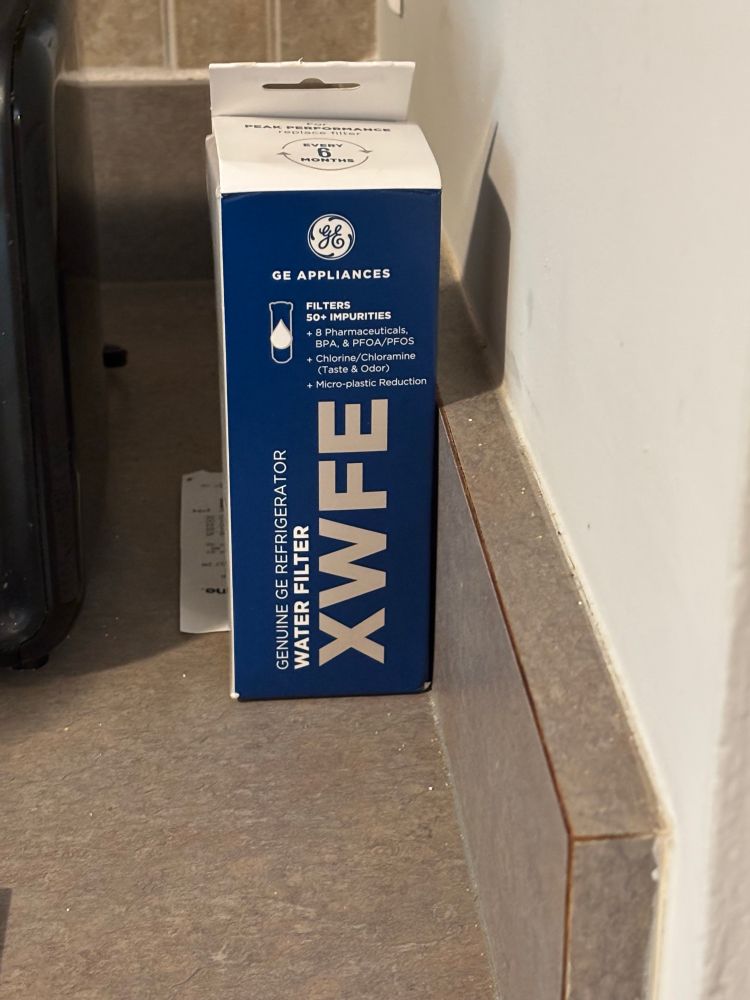 For
PEAK PERFORMANCE
replace filter
EVERY
6
MONTHS
GE
GE APPLIANCES
FILTERS
50+ IMPURITIES
+ 8 Pharmaceuticals,
BPA, & PFOA/PFOS
+ Chlorine/Chloramine
(Taste & Odor)
+ Micro-plastic Reduction
GENUINE GE REFRIGERATOR
WATER FILTER
XWFE